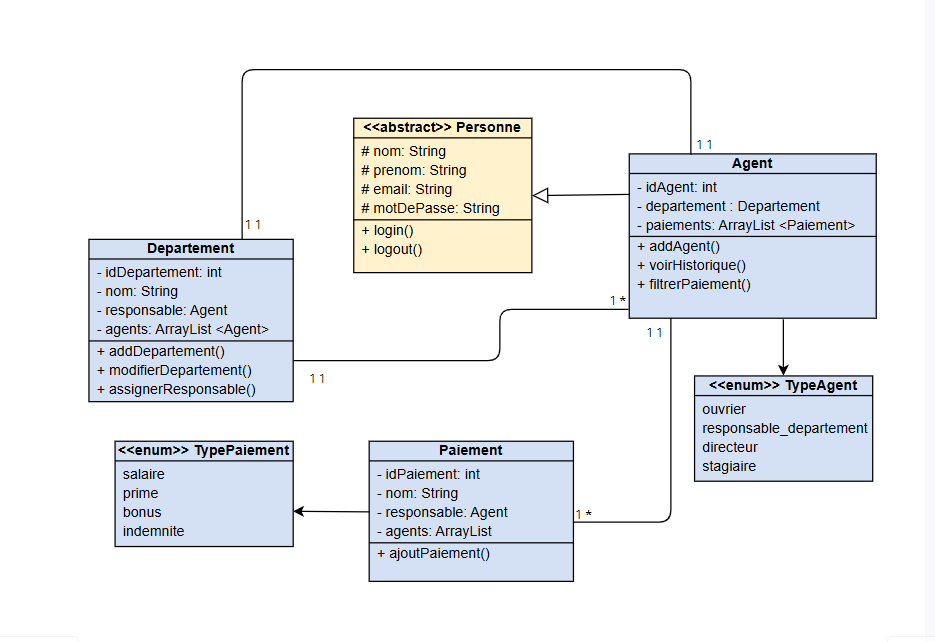 <<abstract>> Personne
# nom: String
# prenom: String
# email: String
# motDePasse: String
+ login()
+ logout()
1 1
Agent
- idAgent: int
- departement : Departement
- paiements: ArrayList <Paiement>
+ addAgent()
+ voirHistorique()
+ filtrerPaiement()
1 1
Departement
- idDepartement: int
- nom: String
- responsable: Agent
- agents: ArrayList <Agent>
+ addDepartement()
+ modifierDepartement()
+ assignerResponsable()
1 *
1 1
1 1
<<enum>> TypeAgent
ouvrier
responsable_departement
directeur
stagiaire
<<enum>> TypePaiement
salaire
prime
bonus
indemnite
Paiement
- idPaiement: int
- nom: String
- responsable: Agent
- agents: ArrayList
+ ajoutPaiement()
1 *